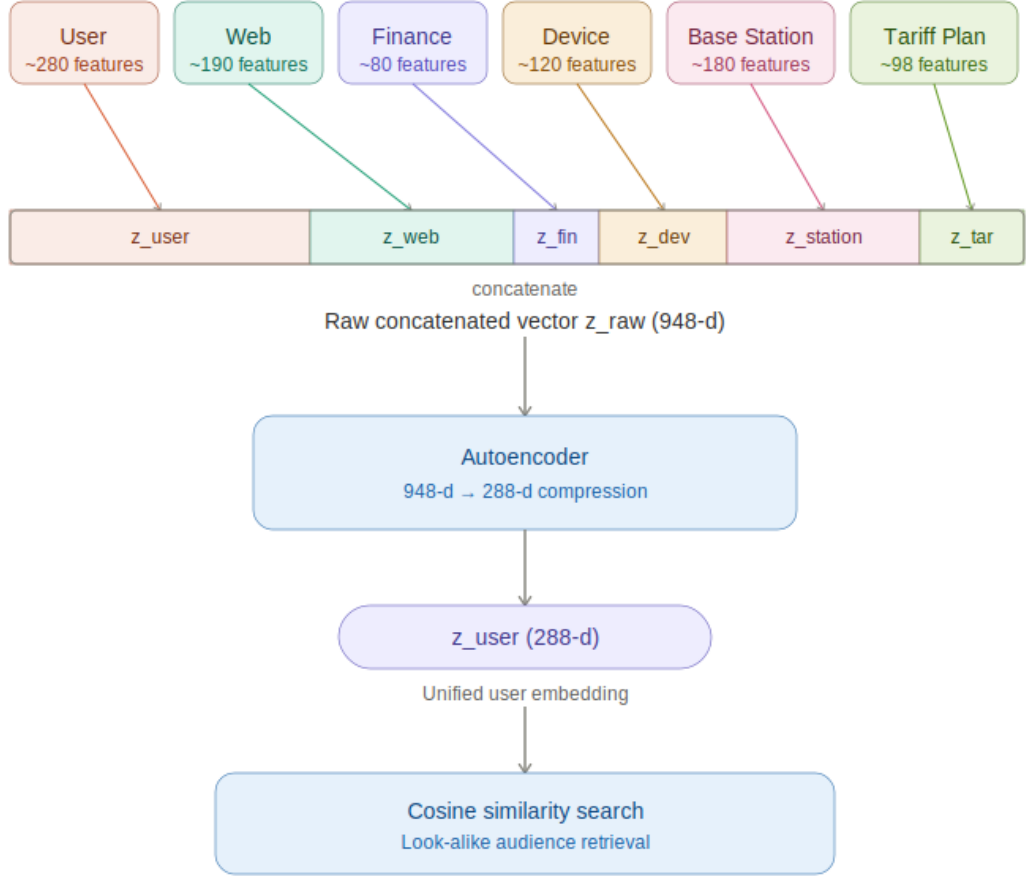 User
~280 features
Web
~190 features
Finance
~80 features
Device
~120 features
Base Station
~180 features
Tariff Plan
~98 features
z_user
z_web
z_fin
z_dev
z_station
z_tar
concatenate
Raw concatenated vector z_raw (948-d)
Autoencoder
948-d → 288-d compression
z_user (288-d)
Unified user embedding
Cosine similarity search
Look-alike audience retrieval